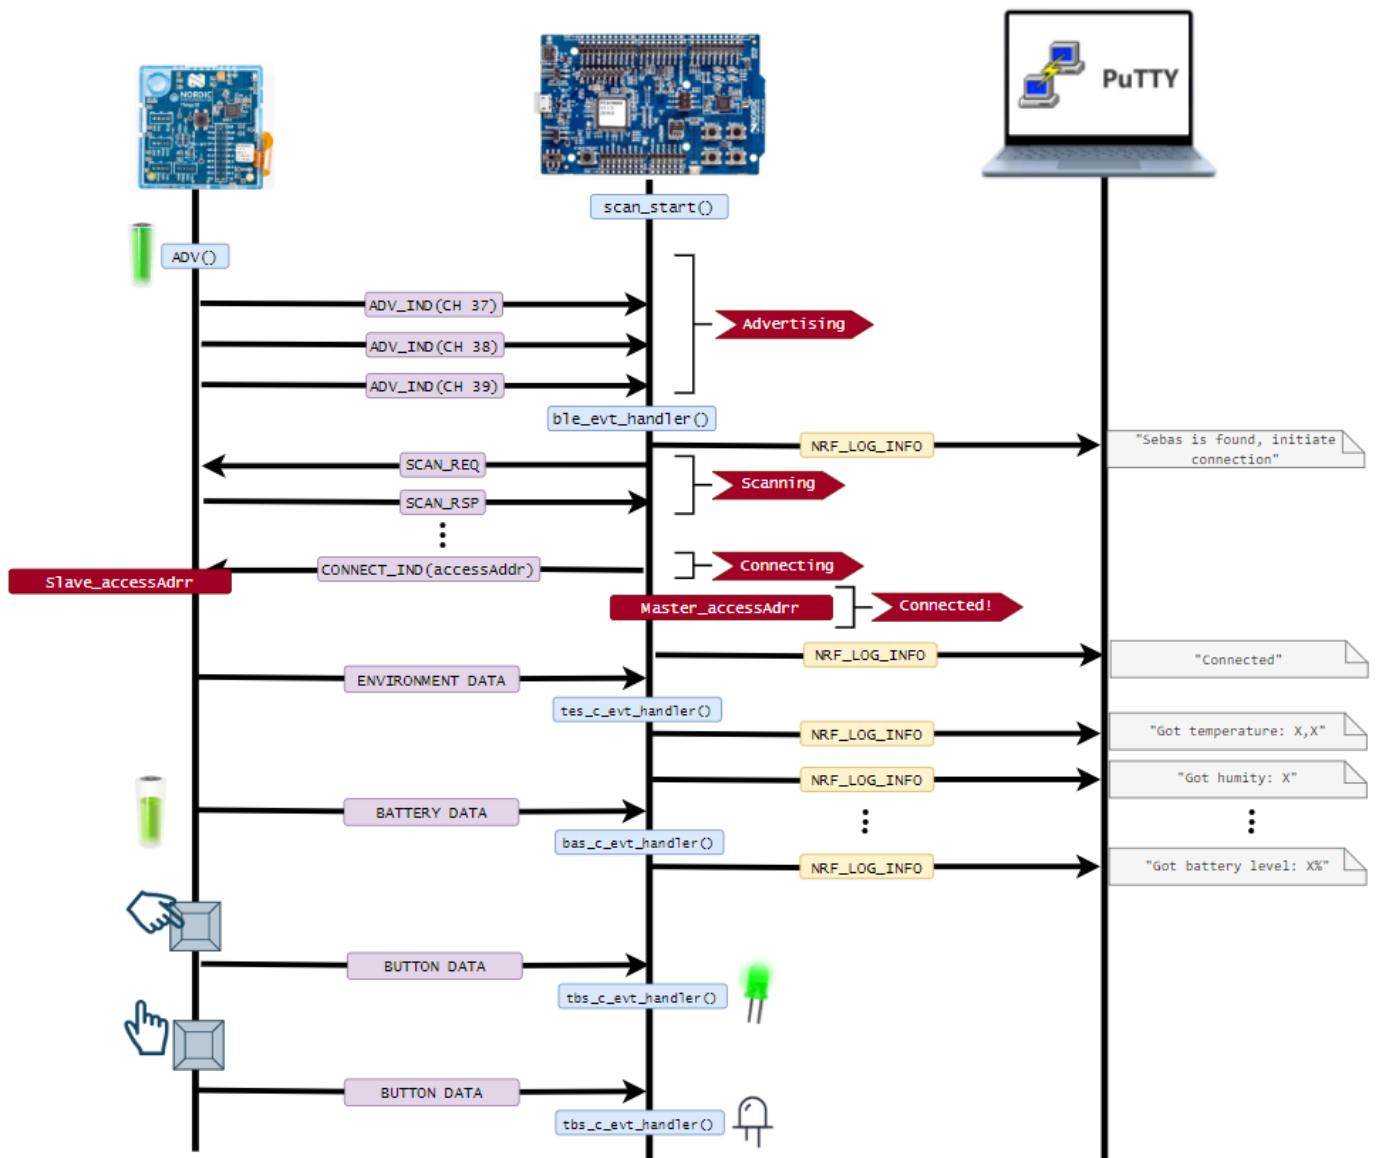 NORDIC
PuTTY
scan_start()
ADV()
ADV_IND(CH 37)
Advertising
ADV_IND(CH 38)
ADV_IND(CH 39)
ble_evt_handler()
NRF_LOG_INFO
"Sebas is found, initiate
connection"
SCAN_REQ
Scanning
SCAN_RSP
CONNECT_IND(accessAddr)
Connecting
Slave_accessAdrr
Master_accessAdrr
Connected!
NRF_LOG_INFO
"Connected"
ENVIRONMENT DATA
tes_c_evt_handler()
NRF_LOG_INFO
"Got temperature: X,X"
NRF_LOG_INFO
"Got humity: X"
BATTERY DATA
bas_c_evt_handler()
NRF_LOG_INFO
"Got battery level: X%"
BUTTON DATA
tbs_c_evt_handler()
BUTTON DATA
tbs_c_evt_handler()